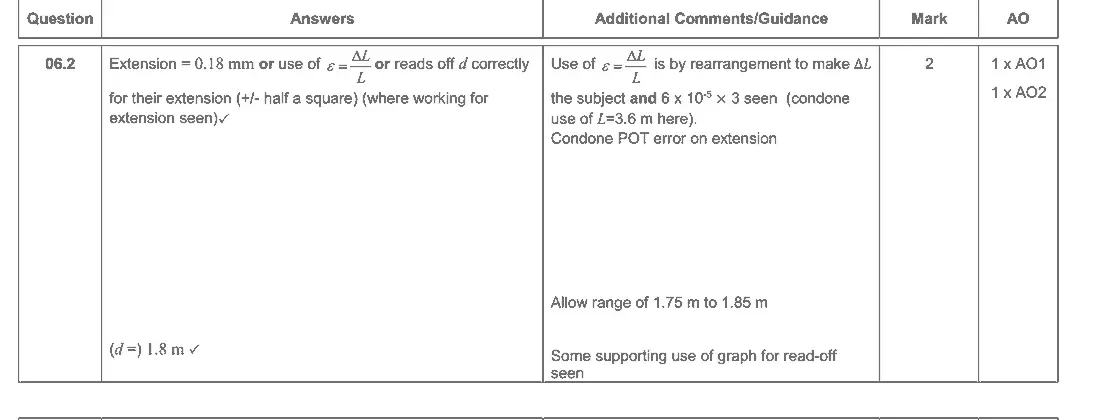 Question Answers Additional Comments/Guidance Mark AO
06.2 Extension = 0.18 mm or use of ε = ΔL/L or reads off d correctly
for their extension (+/- half a square) (where working for
extension seen)✓
Use of ε = ΔL/L is by rearrangement to make ΔL
the subject and 6 x 10⁻⁵ × 3 seen (condone
use of L=3.6 m here).
Condone POT error on extension
2
1 x AO1
1 x AO2
Allow range of 1.75 m to 1.85 m
(d =) 1.8 m ✓
Some supporting use of graph for read-off
seen